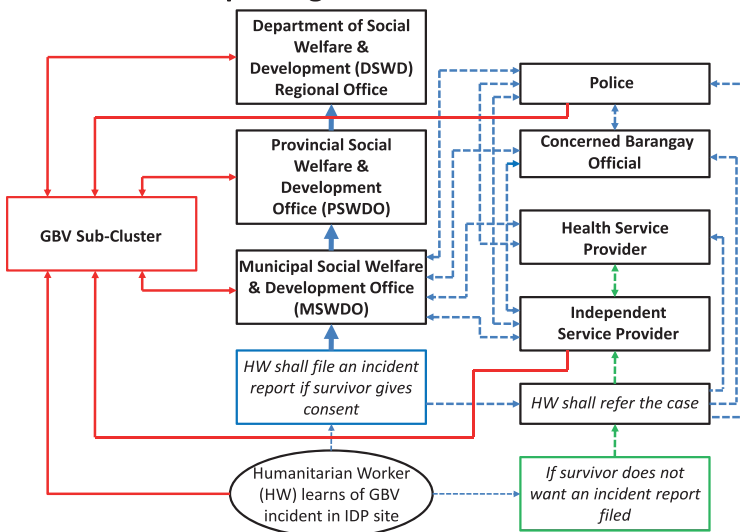 Department of Social
Welfare &
Development (DSWD)
Regional Office
Police
Provincial Social
Welfare &
Development
Office (PSWDO)
Concerned Barangay
Official
GBV Sub-Cluster
Health Service
Provider
Municipal Social Welfare
& Development Office
(MSWDO)
Independent
Service Provider
HW shall file an incident
report if survivor gives
consent
HW shall refer the case
Humanitarian Worker
(HW) learns of GBV
incident in IDP site
If survivor does not
want an incident report
filed